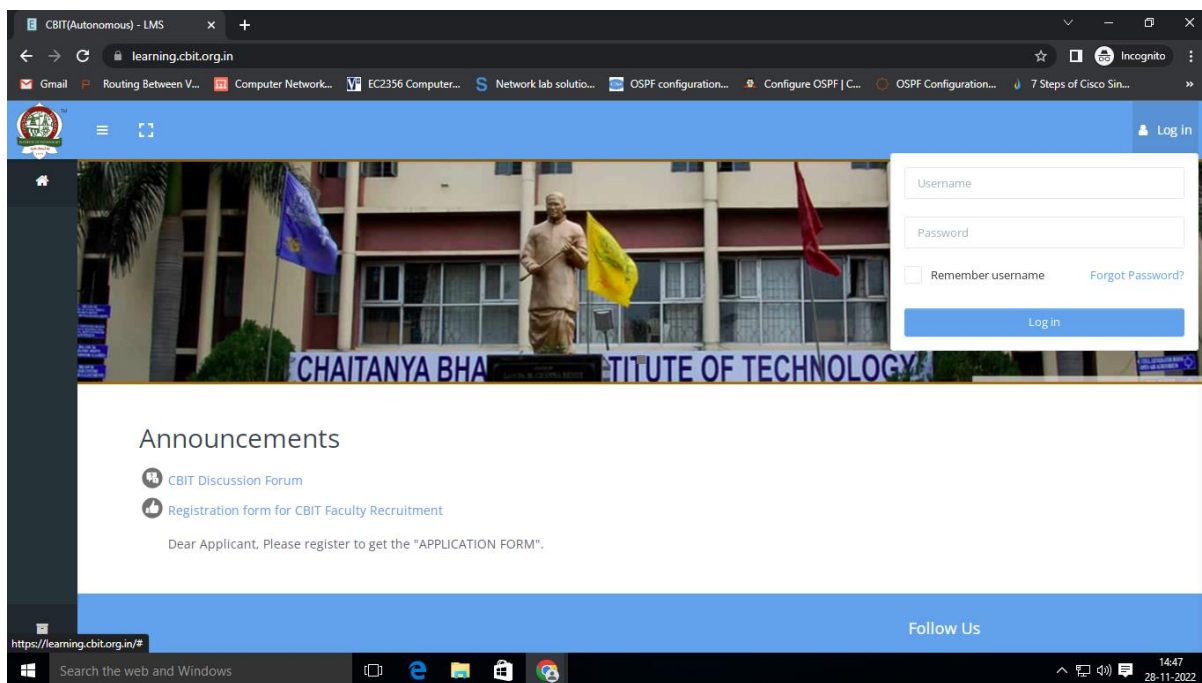 CBIT(Autonomous) - LMS
learning.cbit.org.in
Incognito
Gmail
Routing Between V...
Computer Network...
EC2356 Computer...
Network lab solutio...
OSPF configuration...
Configure OSPF | C...
OSPF Configuration...
7 Steps of Cisco Sin...
»
Log in
Username
Password
Remember username
Forgot Password?
Log in
CHAITANYA BHA TITUTE OF TECHNOLOGY
Announcements
CBIT Discussion Forum
Registration form for CBIT Faculty Recruitment
Dear Applicant, Please register to get the "APPLICATION FORM".
Follow Us
https://learning.cbit.org.in/#
Search the web and Windows
14:47
28-11-2022